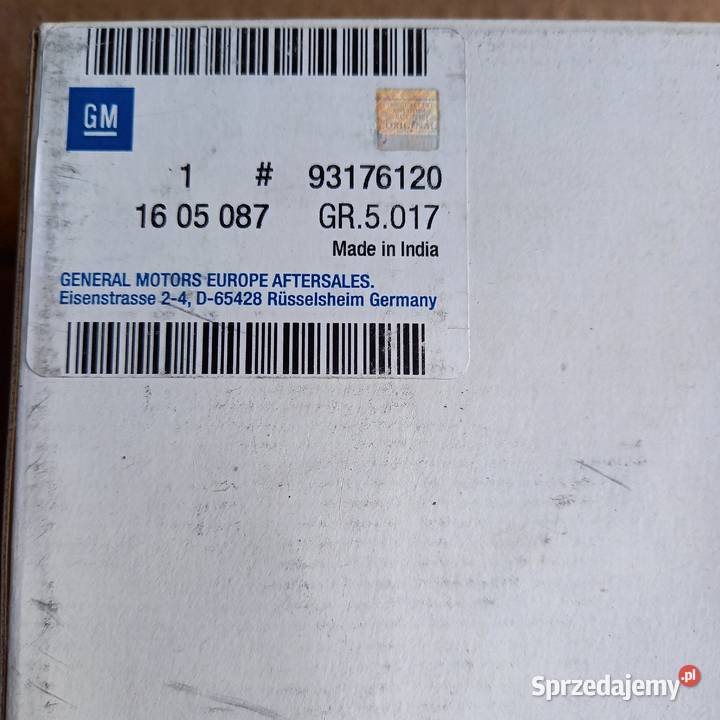 GM
ORIGINAL
1 # 93176120
16 05 087 GR.5.017
Made in India
GENERAL MOTORS EUROPE AFTERSALES.
Eisenstrasse 2-4, D-65428 Rüsselsheim Germany
Sprzedajemy.pl